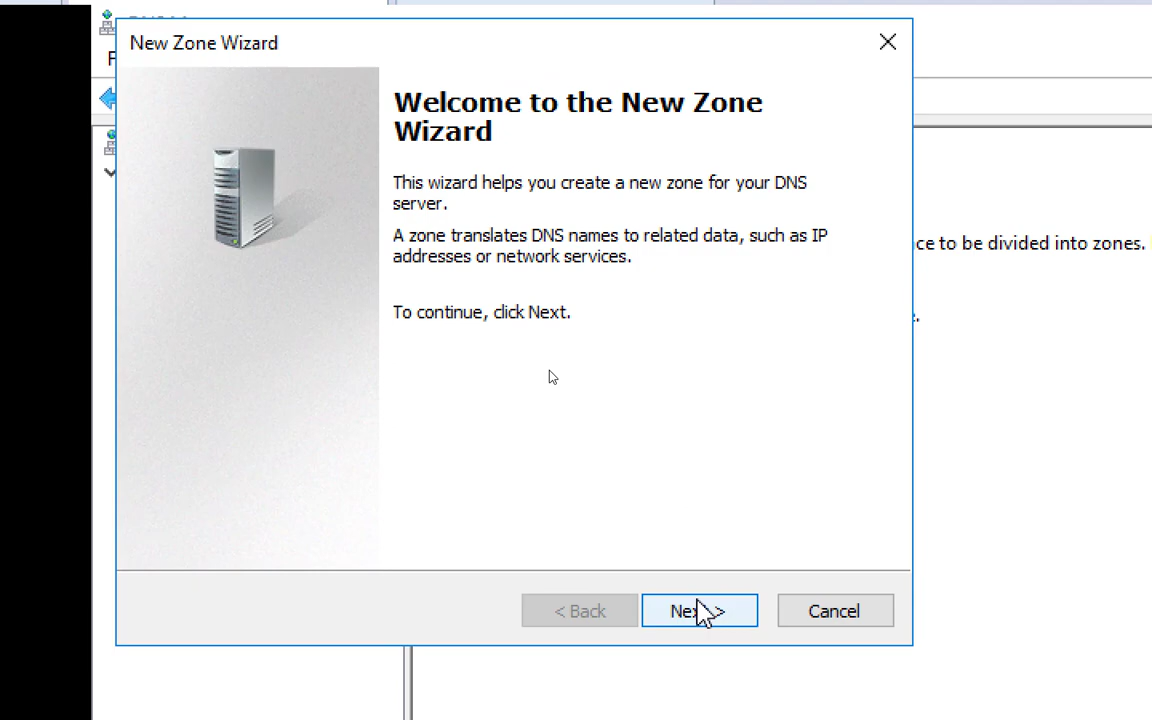 New Zone Wizard
Welcome to the New Zone
Wizard
This wizard helps you create a new zone for your DNS
server.
A zone translates DNS names to related data, such as IP
addresses or network services.
ce to be divided into zones.
To continue, click Next.
< Back
Cancel